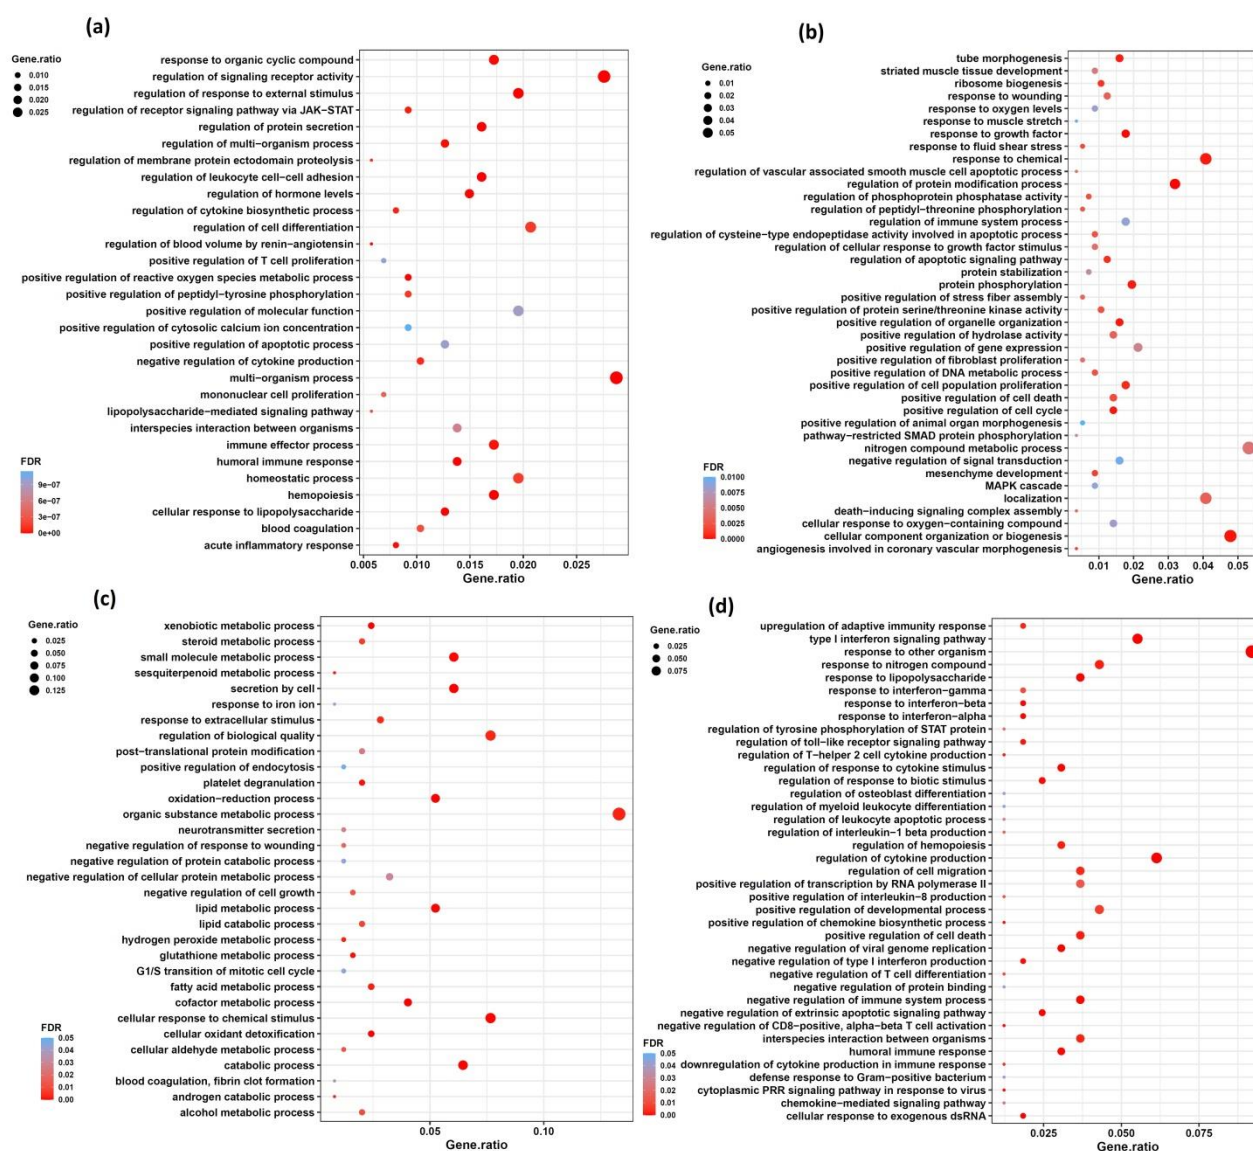 (a)
Gene.ratio
0.010
0.015
0.020
0.025
response to organic cyclic compound
regulation of signaling receptor activity
regulation of response to external stimulus
regulation of receptor signaling pathway via JAK−STAT
regulation of protein secretion
regulation of multi−organism process
regulation of membrane protein ectodomain proteolysis
regulation of leukocyte cell−cell adhesion
regulation of hormone levels
regulation of cytokine biosynthetic process
regulation of cell differentiation
regulation of blood volume by renin−angiotensin
positive regulation of T cell proliferation
positive regulation of reactive oxygen species metabolic process
positive regulation of peptidyl−tyrosine phosphorylation
positive regulation of molecular function
positive regulation of cytosolic calcium ion concentration
positive regulation of apoptotic process
negative regulation of cytokine production
multi−organism process
mononuclear cell proliferation
lipopolysaccharide−mediated signaling pathway
interspecies interaction between organisms
immune effector process
humoral immune response
homeostatic process
hemopoiesis
cellular response to lipopolysaccharide
blood coagulation
acute inflammatory response
FDR
9e−07
6e−07
3e−07
0e+00
0.005 0.010 0.015 0.020 0.025
Gene.ratio
(b)
Gene.ratio
0.01
0.02
0.03
0.04
0.05
tube morphogenesis
striated muscle tissue development
ribosome biogenesis
response to wounding
response to oxygen levels
response to muscle stretch
response to growth factor
response to fluid shear stress
response to chemical
regulation of vascular associated smooth muscle cell apoptotic process
regulation of protein modification process
regulation of phosphoprotein phosphatase activity
regulation of peptidyl−threonine phosphorylation
regulation of immune system process
regulation of cysteine−type endopeptidase activity involved in apoptotic process
regulation of cellular response to growth factor stimulus
regulation of apoptotic signaling pathway
protein stabilization
protein phosphorylation
positive regulation of stress fiber assembly
positive regulation of protein serine/threonine kinase activity
positive regulation of organelle organization
positive regulation of hydrolase activity
positive regulation of gene expression
positive regulation of fibroblast proliferation
positive regulation of DNA metabolic process
positive regulation of cell population proliferation
positive regulation of cell death
positive regulation of cell cycle
positive regulation of animal organ morphogenesis
pathway−restricted SMAD protein phosphorylation
nitrogen compound metabolic process
negative regulation of signal transduction
mesenchyme development
MAPK cascade
localization
death−inducing signaling complex assembly
cellular response to oxygen−containing compound
cellular component organization or biogenesis
angiogenesis involved in coronary vascular morphogenesis
FDR
0.0100
0.0075
0.0050
0.0025
0.0000
0.01 0.02 0.03 0.04 0.05
Gene.ratio
(c)
Gene.ratio
0.025
0.050
0.075
0.100
0.125
xenobiotic metabolic process
steroid metabolic process
small molecule metabolic process
sesquiterpenoid metabolic process
secretion by cell
response to iron ion
response to extracellular stimulus
regulation of biological quality
post−translational protein modification
positive regulation of endocytosis
platelet degranulation
oxidation−reduction process
organic substance metabolic process
neurotransmitter secretion
negative regulation of response to wounding
negative regulation of protein catabolic process
negative regulation of cellular protein metabolic process
negative regulation of cell growth
lipid metabolic process
lipid catabolic process
hydrogen peroxide metabolic process
glutathione metabolic process
G1/S transition of mitotic cell cycle
fatty acid metabolic process
cofactor metabolic process
cellular response to chemical stimulus
cellular oxidant detoxification
cellular aldehyde metabolic process
catabolic process
blood coagulation, fibrin clot formation
androgen catabolic process
alcohol metabolic process
FDR
0.05
0.04
0.03
0.02
0.01
0.00
0.05 0.10
Gene.ratio
(d)
Gene.ratio
0.025
0.050
0.075
upregulation of adaptive immunity response
type I interferon signaling pathway
response to other organism
response to nitrogen compound
response to lipopolysaccharide
response to interferon−gamma
response to interferon−beta
response to interferon−alpha
regulation of tyrosine phosphorylation of STAT protein
regulation of toll−like receptor signaling pathway
regulation of T−helper 2 cell cytokine production
regulation of response to cytokine stimulus
regulation of response to biotic stimulus
regulation of osteoblast differentiation
regulation of myeloid leukocyte differentiation
regulation of leukocyte apoptotic process
regulation of interleukin−1 beta production
regulation of hemopoiesis
regulation of cytokine production
regulation of cell migration
positive regulation of transcription by RNA polymerase II
positive regulation of interleukin−8 production
positive regulation of developmental process
positive regulation of chemokine biosynthetic process
positive regulation of cell death
negative regulation of viral genome replication
negative regulation of type I interferon production
negative regulation of T cell differentiation
negative regulation of protein binding
negative regulation of immune system process
negative regulation of extrinsic apoptotic signaling pathway
negative regulation of CD8−positive, alpha−beta T cell activation
interspecies interaction between organisms
humoral immune response
downregulation of cytokine production in immune response
defense response to Gram−positive bacterium
cytoplasmic PRR signaling pathway in response to virus
chemokine−mediated signaling pathway
cellular response to exogenous dsRNA
FDR
0.05
0.04
0.03
0.02
0.01
0.00
0.025 0.050 0.075
Gene.ratio